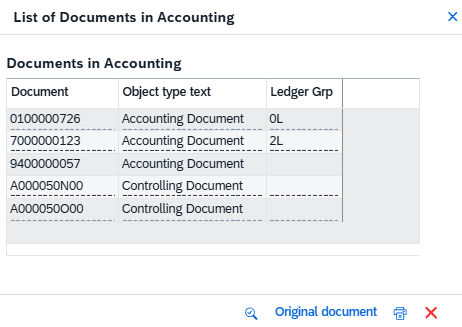 List of Documents in Accounting
Documents in Accounting
Document Object type text Ledger Grp
0100000726 Accounting Document 0L
7000000123 Accounting Document 2L
9400000057 Accounting Document
A000050N00 Controlling Document
A000050O00 Controlling Document
Original document